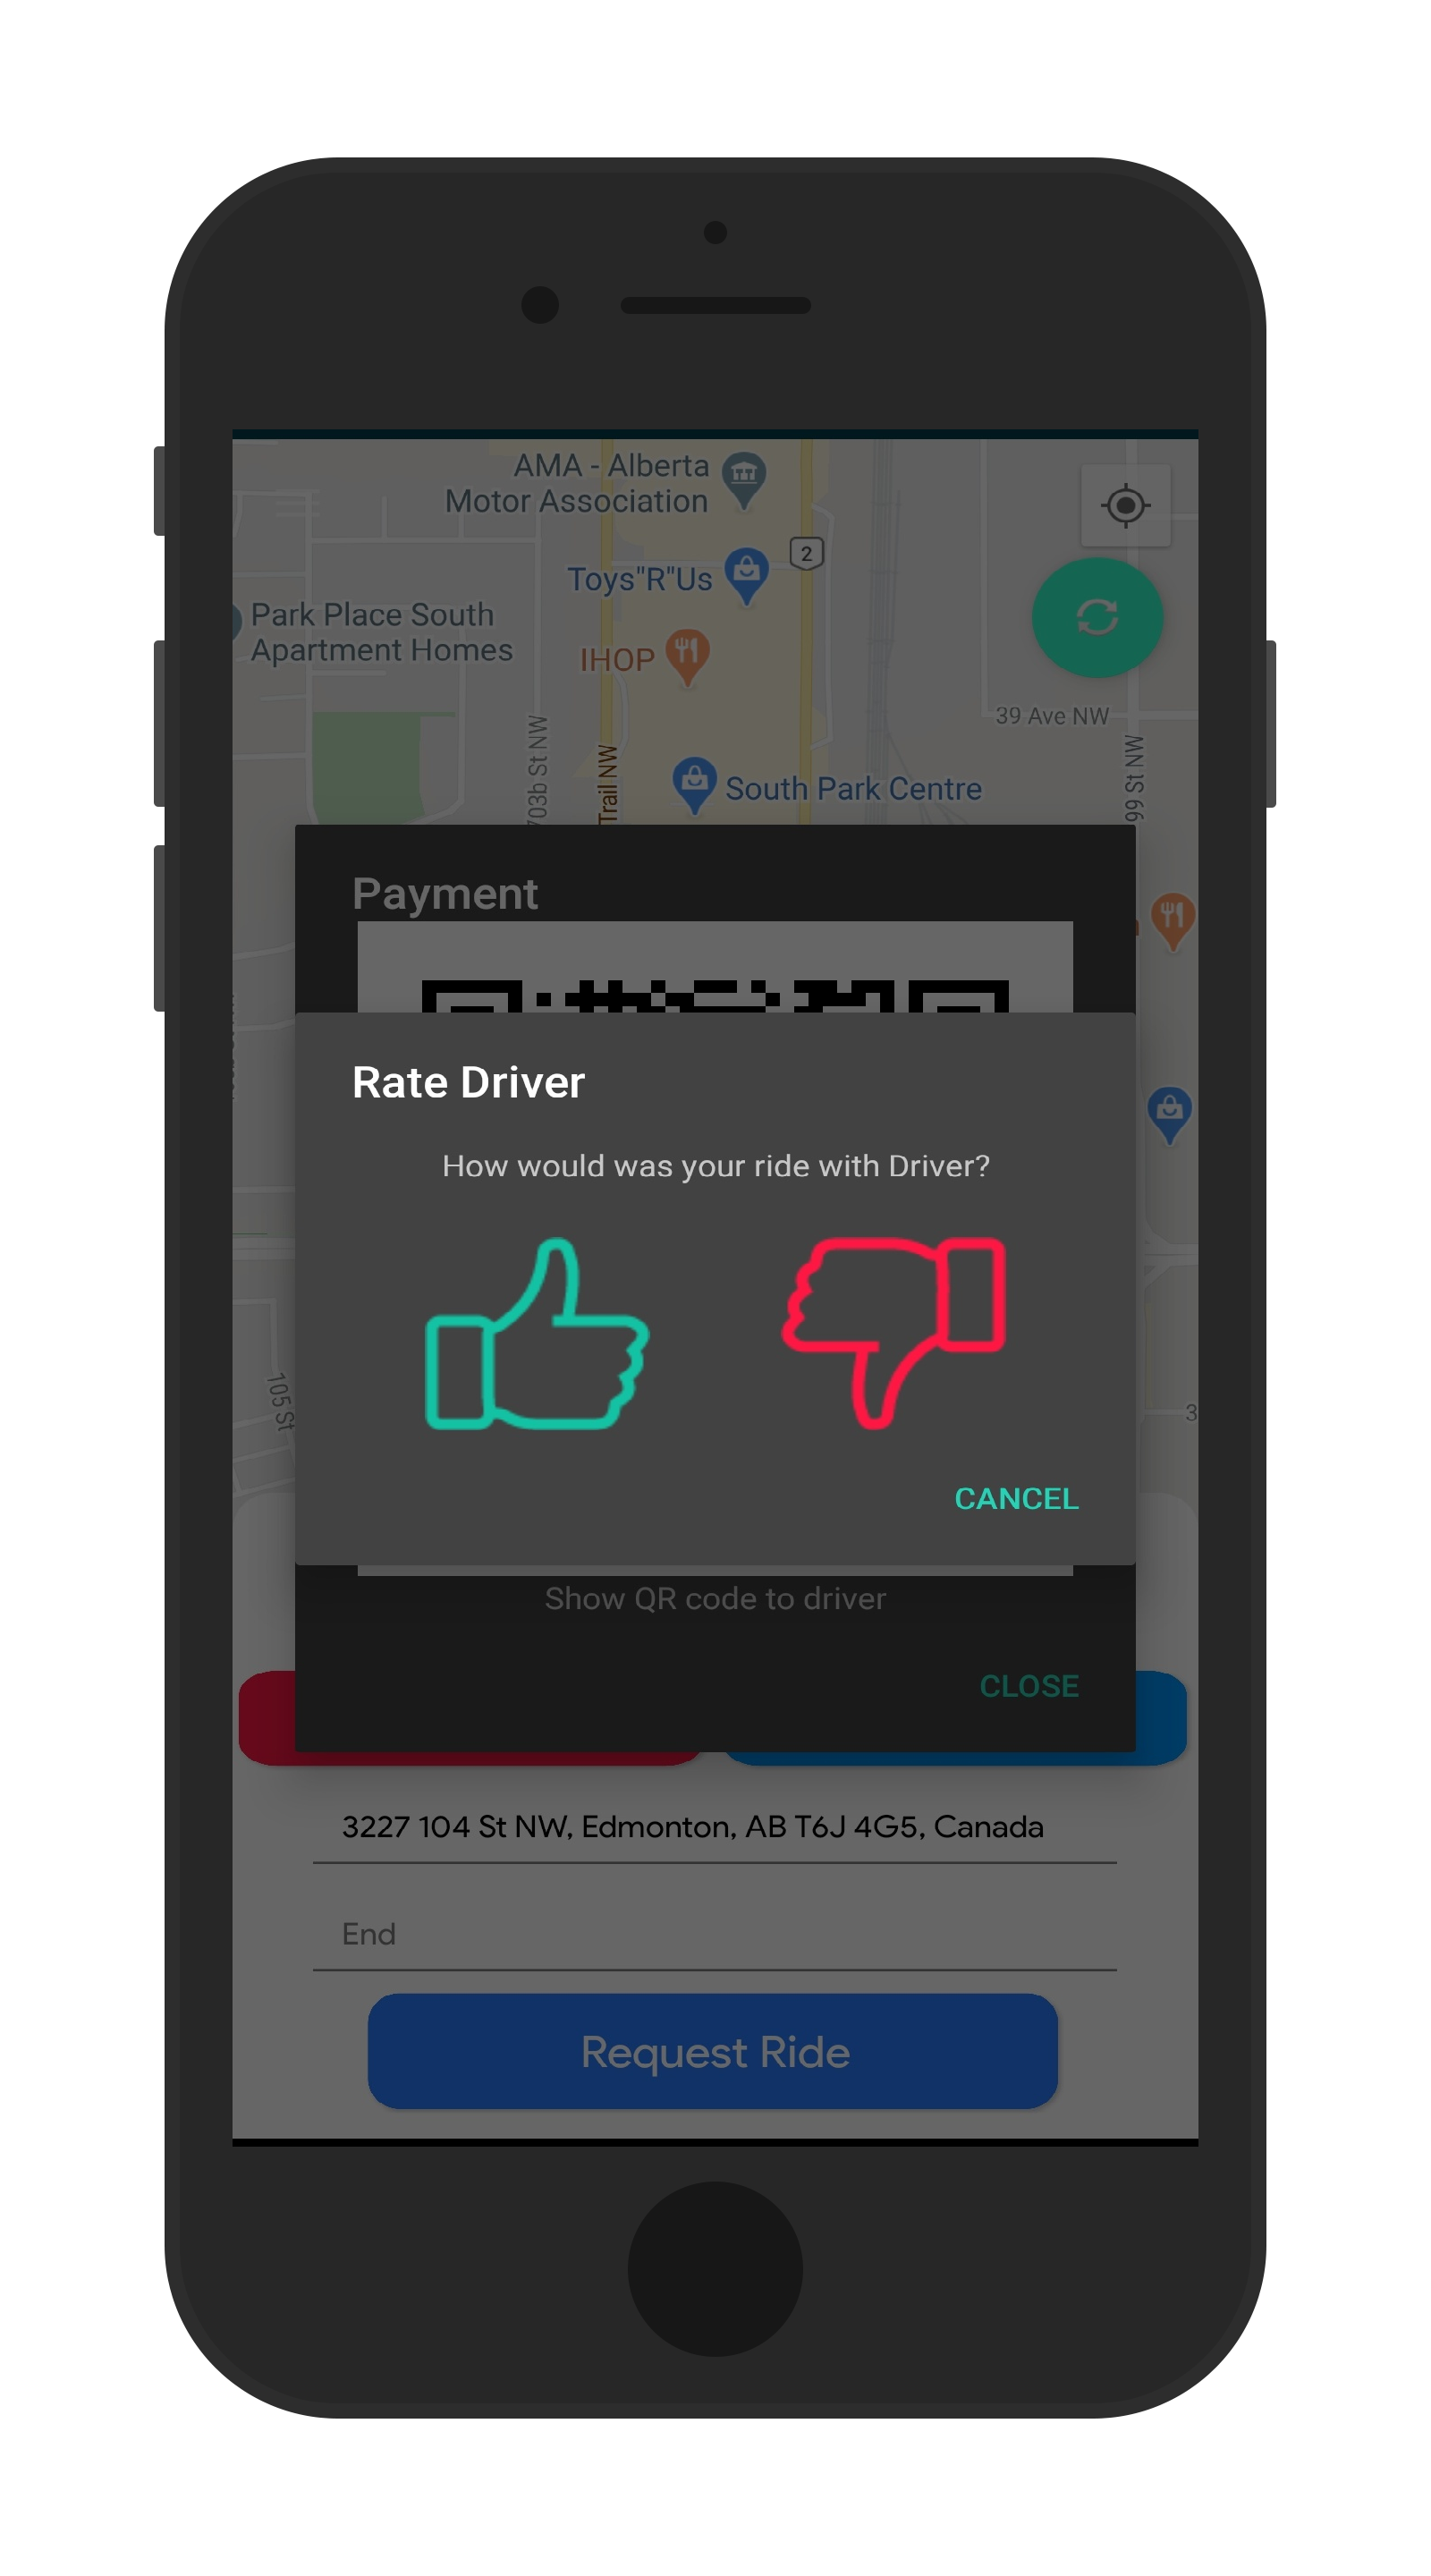 AMA - Alberta
Motor Association
2
Toys"R"Us
Park Place South
Apartment Homes
IHOP
39 Ave NW
703b St NW
Trail NW
99 St NW
South Park Centre
Payment
Rate Driver
How would was your ride with Driver?
105 St
3
CANCEL
Show QR code to driver
CLOSE
3227 104 St NW, Edmonton, AB T6J 4G5, Canada
End
Request Ride